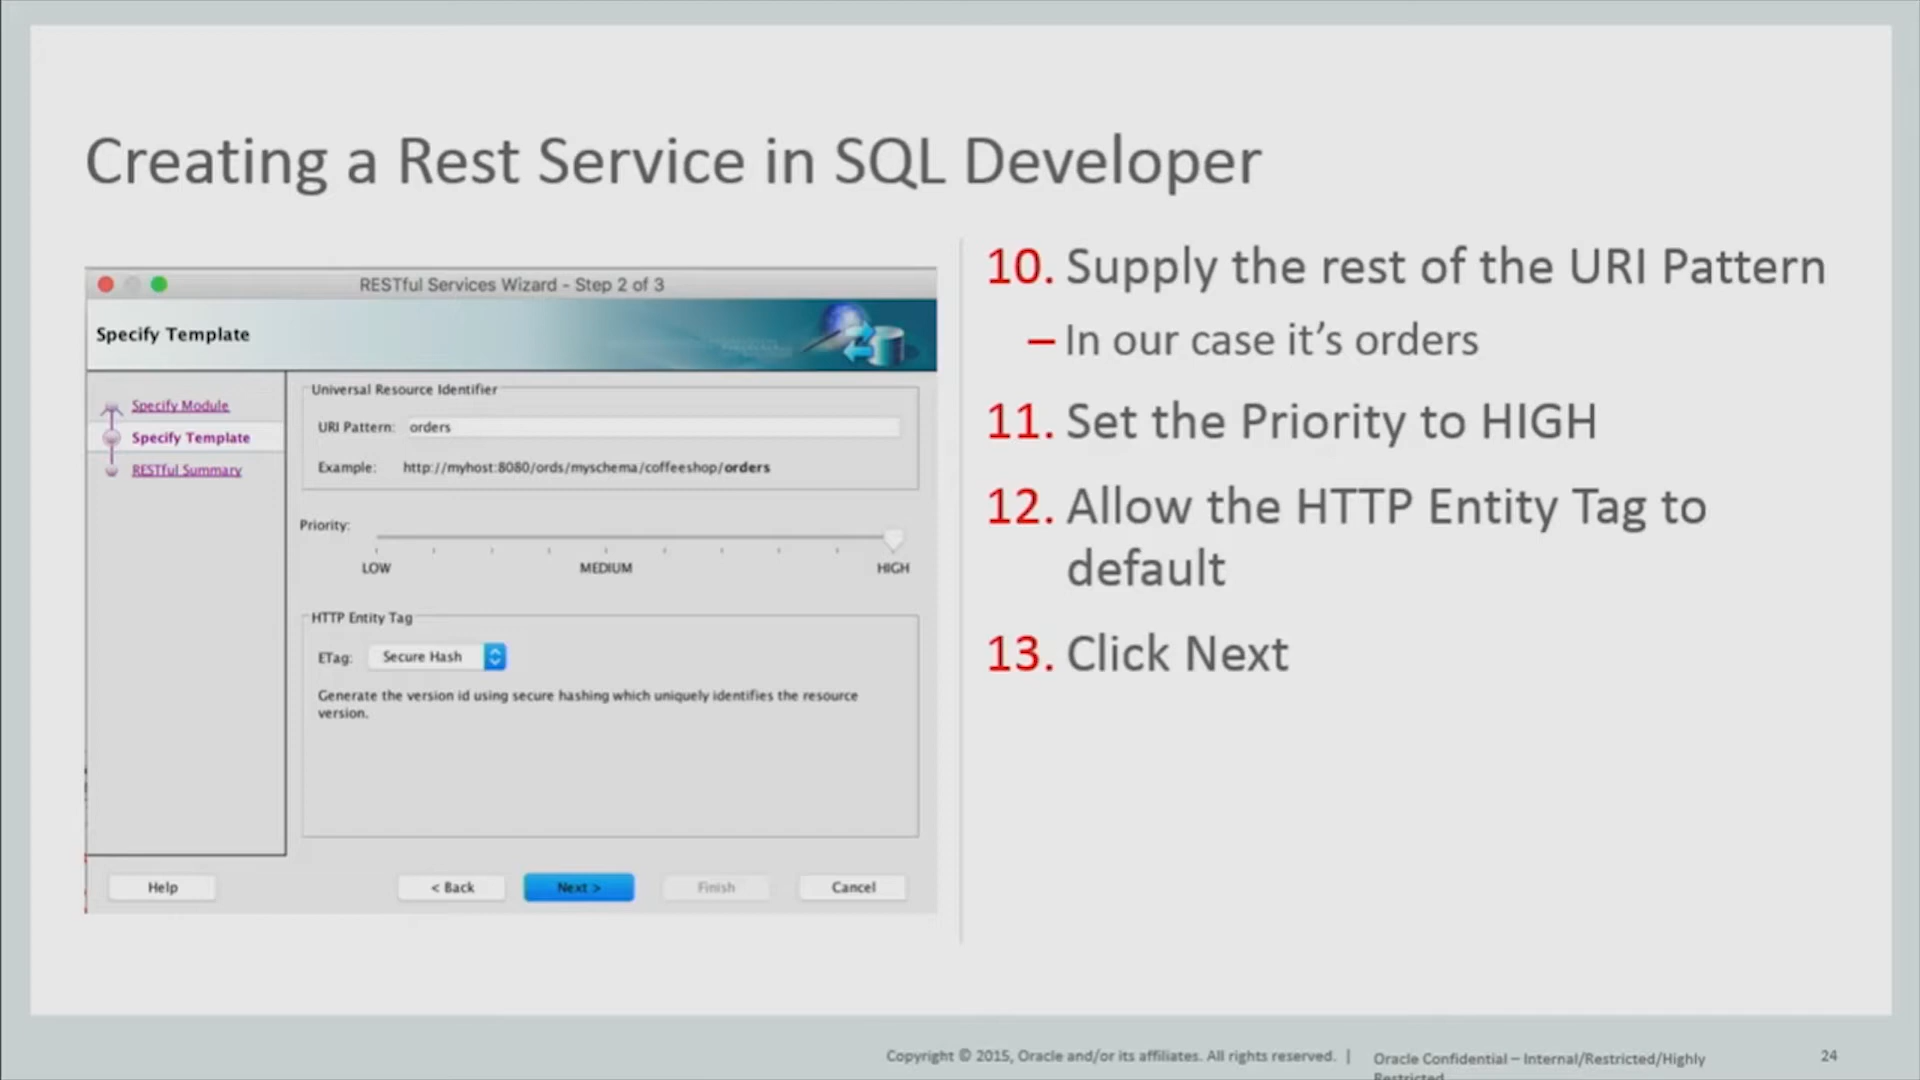 Creating a Rest Service in SQL Developer
RESTful Services Wizard - Step 2 of 3
Specify Template
Specify Module
Specify Template
RESTful Summary
Universal Resource Identifier
URI Pattern: orders
Example: http://myhost:8080/ords/myschema/coffeeshop/orders
Priority:
LOW MEDIUM HIGH
HTTP Entity Tag
ETag: Secure Hash
Generate the version id using secure hashing which uniquely identifies the resource
version.
Help < Back Next > Finish Cancel
10. Supply the rest of the URI Pattern
– In our case it's orders
11. Set the Priority to HIGH
12. Allow the HTTP Entity Tag to
default
13. Click Next
Copyright © 2015, Oracle and/or its affiliates. All rights reserved. |
Oracle Confidential – Internal/Restricted/Highly
Restricted
24